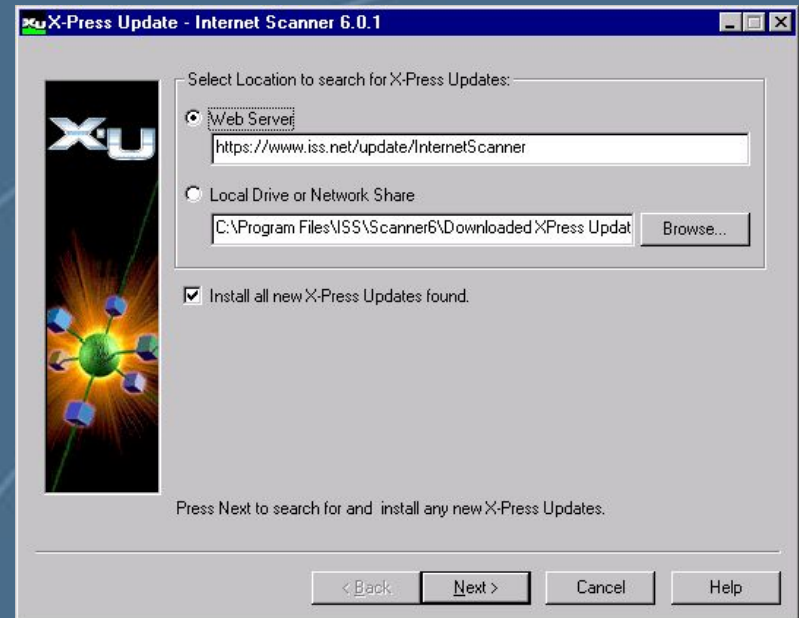 X-Press Update - Internet Scanner 6.0.1
X-U
Select Location to search for X-Press Updates:
Web Server
https://www.iss.net/update/InternetScanner
Local Drive or Network Share
C:\Program Files\ISS\Scanner6\Downloaded XPress Updat
Browse...
Install all new X-Press Updates found.
Press Next to search for and install any new X-Press Updates.
< Back
Next >
Cancel
Help